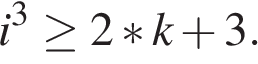 i³ ≥ 2 * k + 3.